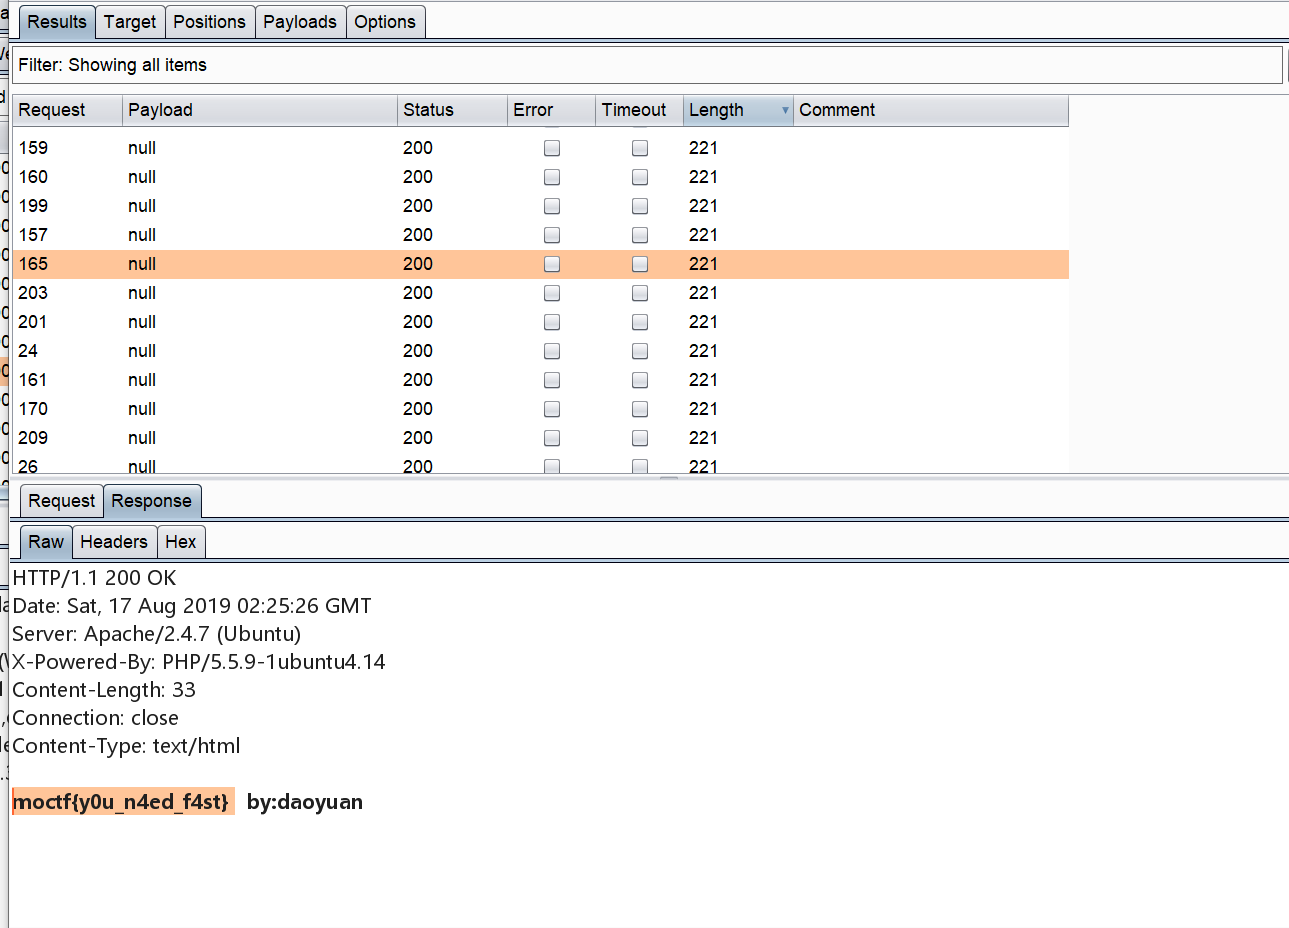 Results Target Positions Payloads Options
Filter: Showing all items
Request Payload Status Error Timeout Length Comment
159 null 200 221
160 null 200 221
199 null 200 221
157 null 200 221
165 null 200 221
203 null 200 221
201 null 200 221
24 null 200 221
161 null 200 221
170 null 200 221
209 null 200 221
26 null 200 221
Request Response
Raw Headers Hex
HTTP/1.1 200 OK
Date: Sat, 17 Aug 2019 02:25:26 GMT
Server: Apache/2.4.7 (Ubuntu)
X-Powered-By: PHP/5.5.9-1ubuntu4.14
Content-Length: 33
Connection: close
Content-Type: text/html
moctf{y0u_n4ed_f4st} by:daoyuan